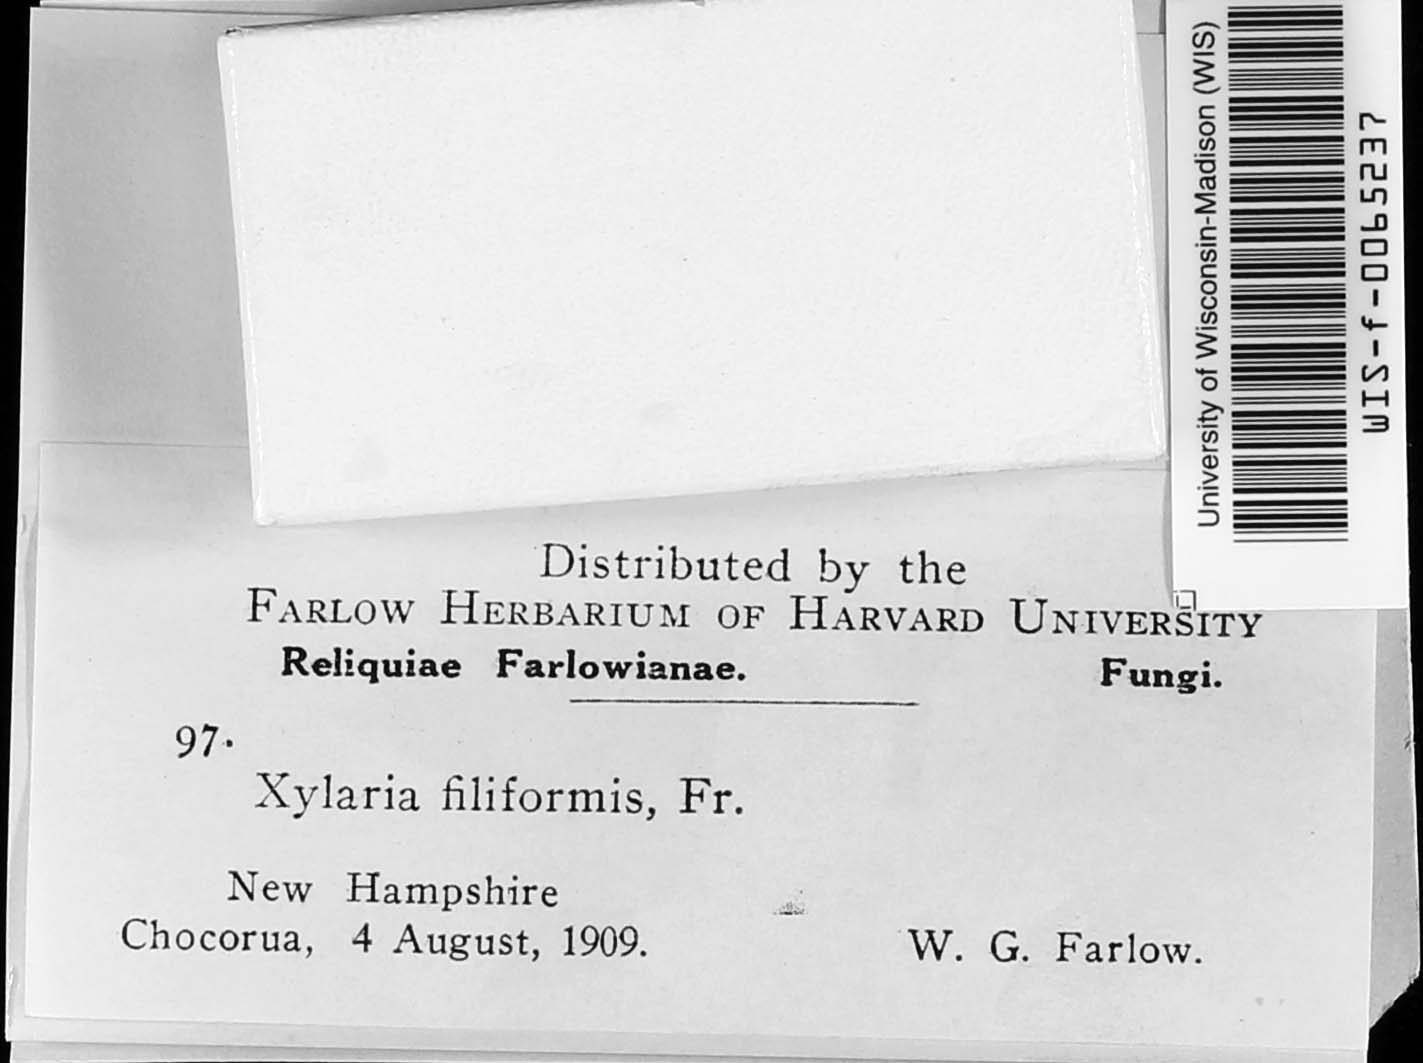 University of Wisconsin-Madison (WIS)
WIS-f-0065237
Distributed by the
FARLOW HERBARIUM OF HARVARD UNIVERSITY
Reliquiae Farlowianae. Fungi.
97.
Xylaria filiformis, Fr.
New Hampshire
Chocorua, 4 August, 1909. W. G. Farlow.